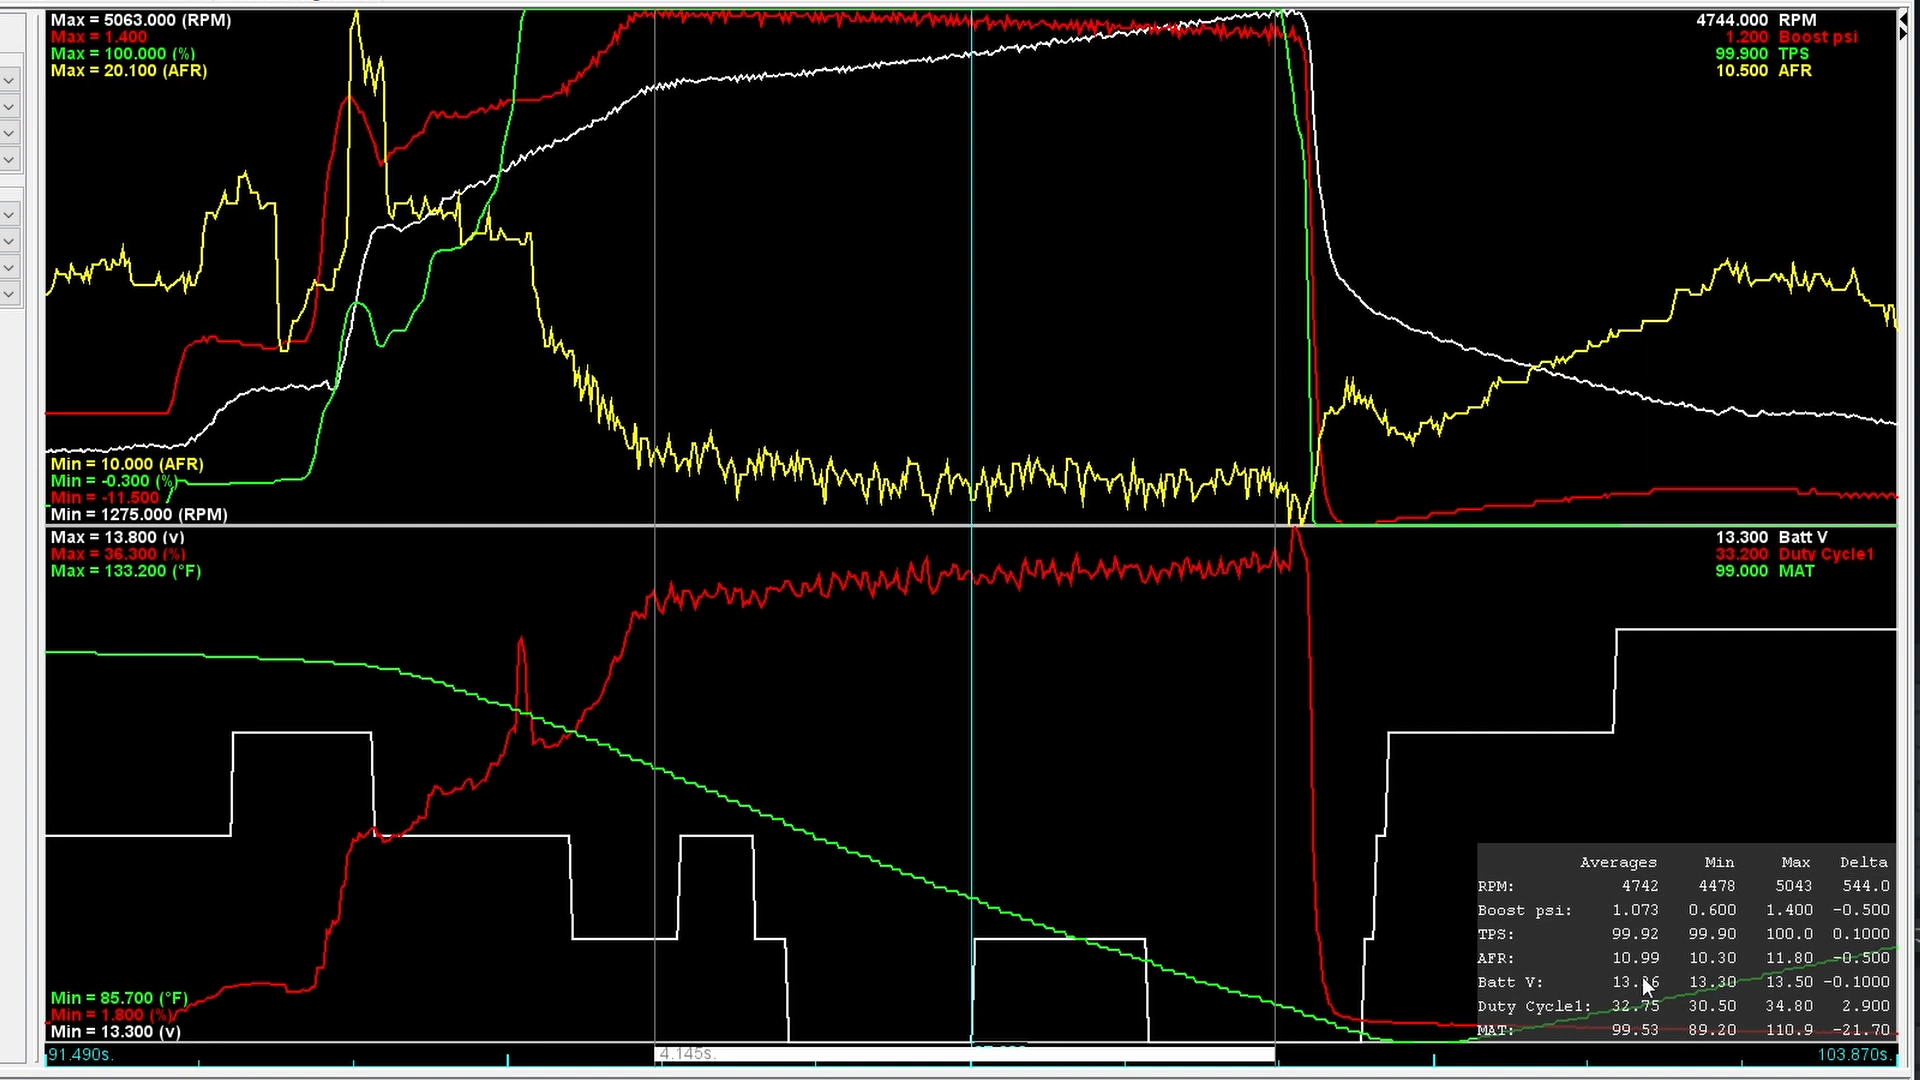 Max = 5063.000 (RPM)
Max = 1.400
Max = 100.000 (%)
Max = 20.100 (AFR)
4744.000 RPM
1.200 Boost psi
99.900 TPS
10.500 AFR
Min = 10.000 (AFR)
Min = -0.300 (%)
Min = -11.500
Min = 1275.000 (RPM)
Max = 13.800 (v)
Max = 36.300 (%)
Max = 133.200 (°F)
13.300 Batt V
33.200 Duty Cycle1
99.000 MAT
Min = 85.700 (°F)
Min = 1.800 (%)
Min = 13.300 (v)
Averages Min Max Delta
RPM: 4742 4478 5043 544.0
Boost psi: 1.073 0.600 1.400 -0.500
TPS: 99.92 99.90 100.0 0.1000
AFR: 10.99 10.30 11.80 -0.500
Batt V: 13.30 13.50 -0.1000
Duty Cycle1: 32.75 30.50 34.80 2.900
MAT: 99.53 89.20 110.9 -21.70
91.490s. 4.145s. 103.870s.